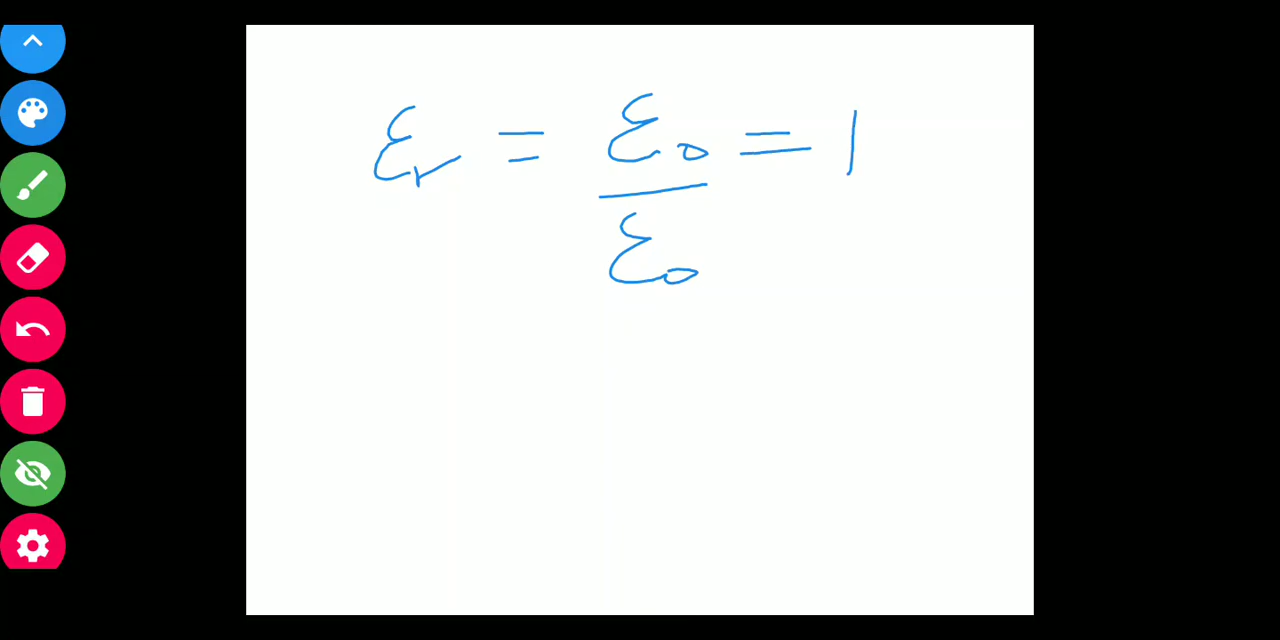 εr = ε0/ε0 = 1